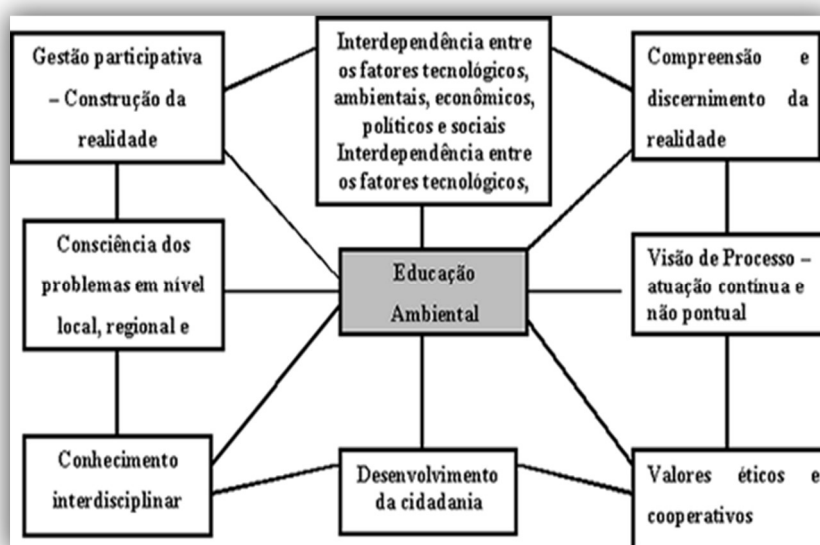 Gestão participativa
– Construção da
realidade
Interdependência entre
os fatores tecnológicos,
ambientais, econômicos,
políticos e sociais
Interdependência entre
os fatores tecnológicos,
Compreensão e
discernimento da
realidade
Consciência dos
problemas em nível
local, regional e
Educação
Ambiental
Visão de Processo –
atuação contínua e
não pontual
Conhecimento
interdisciplinar
Desenvolvimento
da cidadania
Valores éticos e
cooperativos